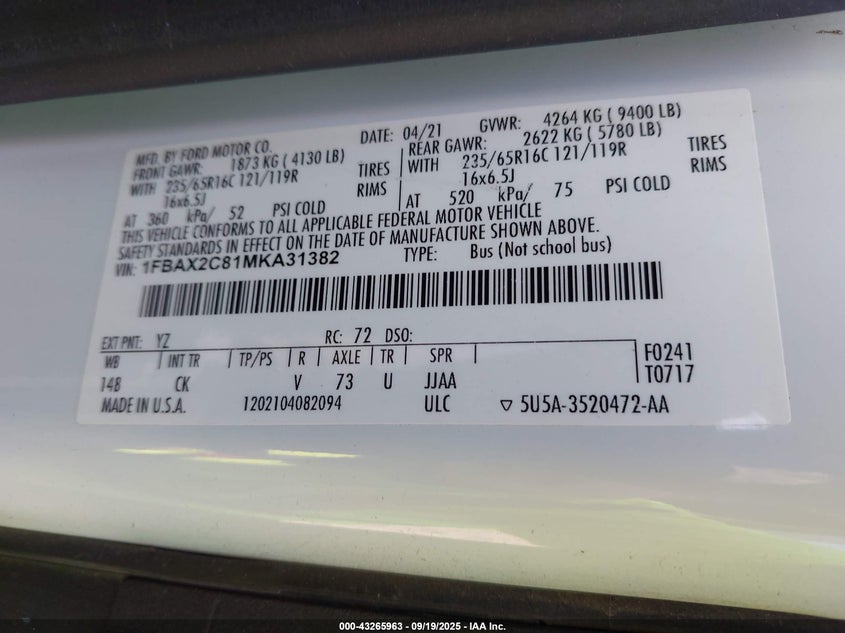 MFD. BY FORD MOTOR CO. DATE: 04/21 GVWR: 4264 KG ( 9400 LB)
FRONT GAWR: 1873 KG ( 4130 LB) REAR GAWR: 2622 KG ( 5780 LB)
WITH 235/65R16C 121/119R TIRES WITH 235/65R16C 121/119R TIRES
16x6.5J RIMS 16x6.5J RIMS
AT 360 kPa/ 52 PSI COLD AT 520 kPa/ 75 PSI COLD
THIS VEHICLE CONFORMS TO ALL APPLICABLE FEDERAL MOTOR VEHICLE
SAFETY STANDARDS IN EFFECT ON THE DATE OF MANUFACTURE SHOWN ABOVE.
VIN: 1FBAX2C81MKA31382 TYPE: Bus (Not school bus)
EXT PNT: YZ RC: 72 DSO:
WB INT TR TP/PS R AXLE TR SPR F0241
148 CK V 73 U JJAA T0717
MADE IN U.S.A. 1202104082094 ULC ▽ 5U5A-3520472-AA
000-43265963 - 09/19/2025 - IAA Inc.